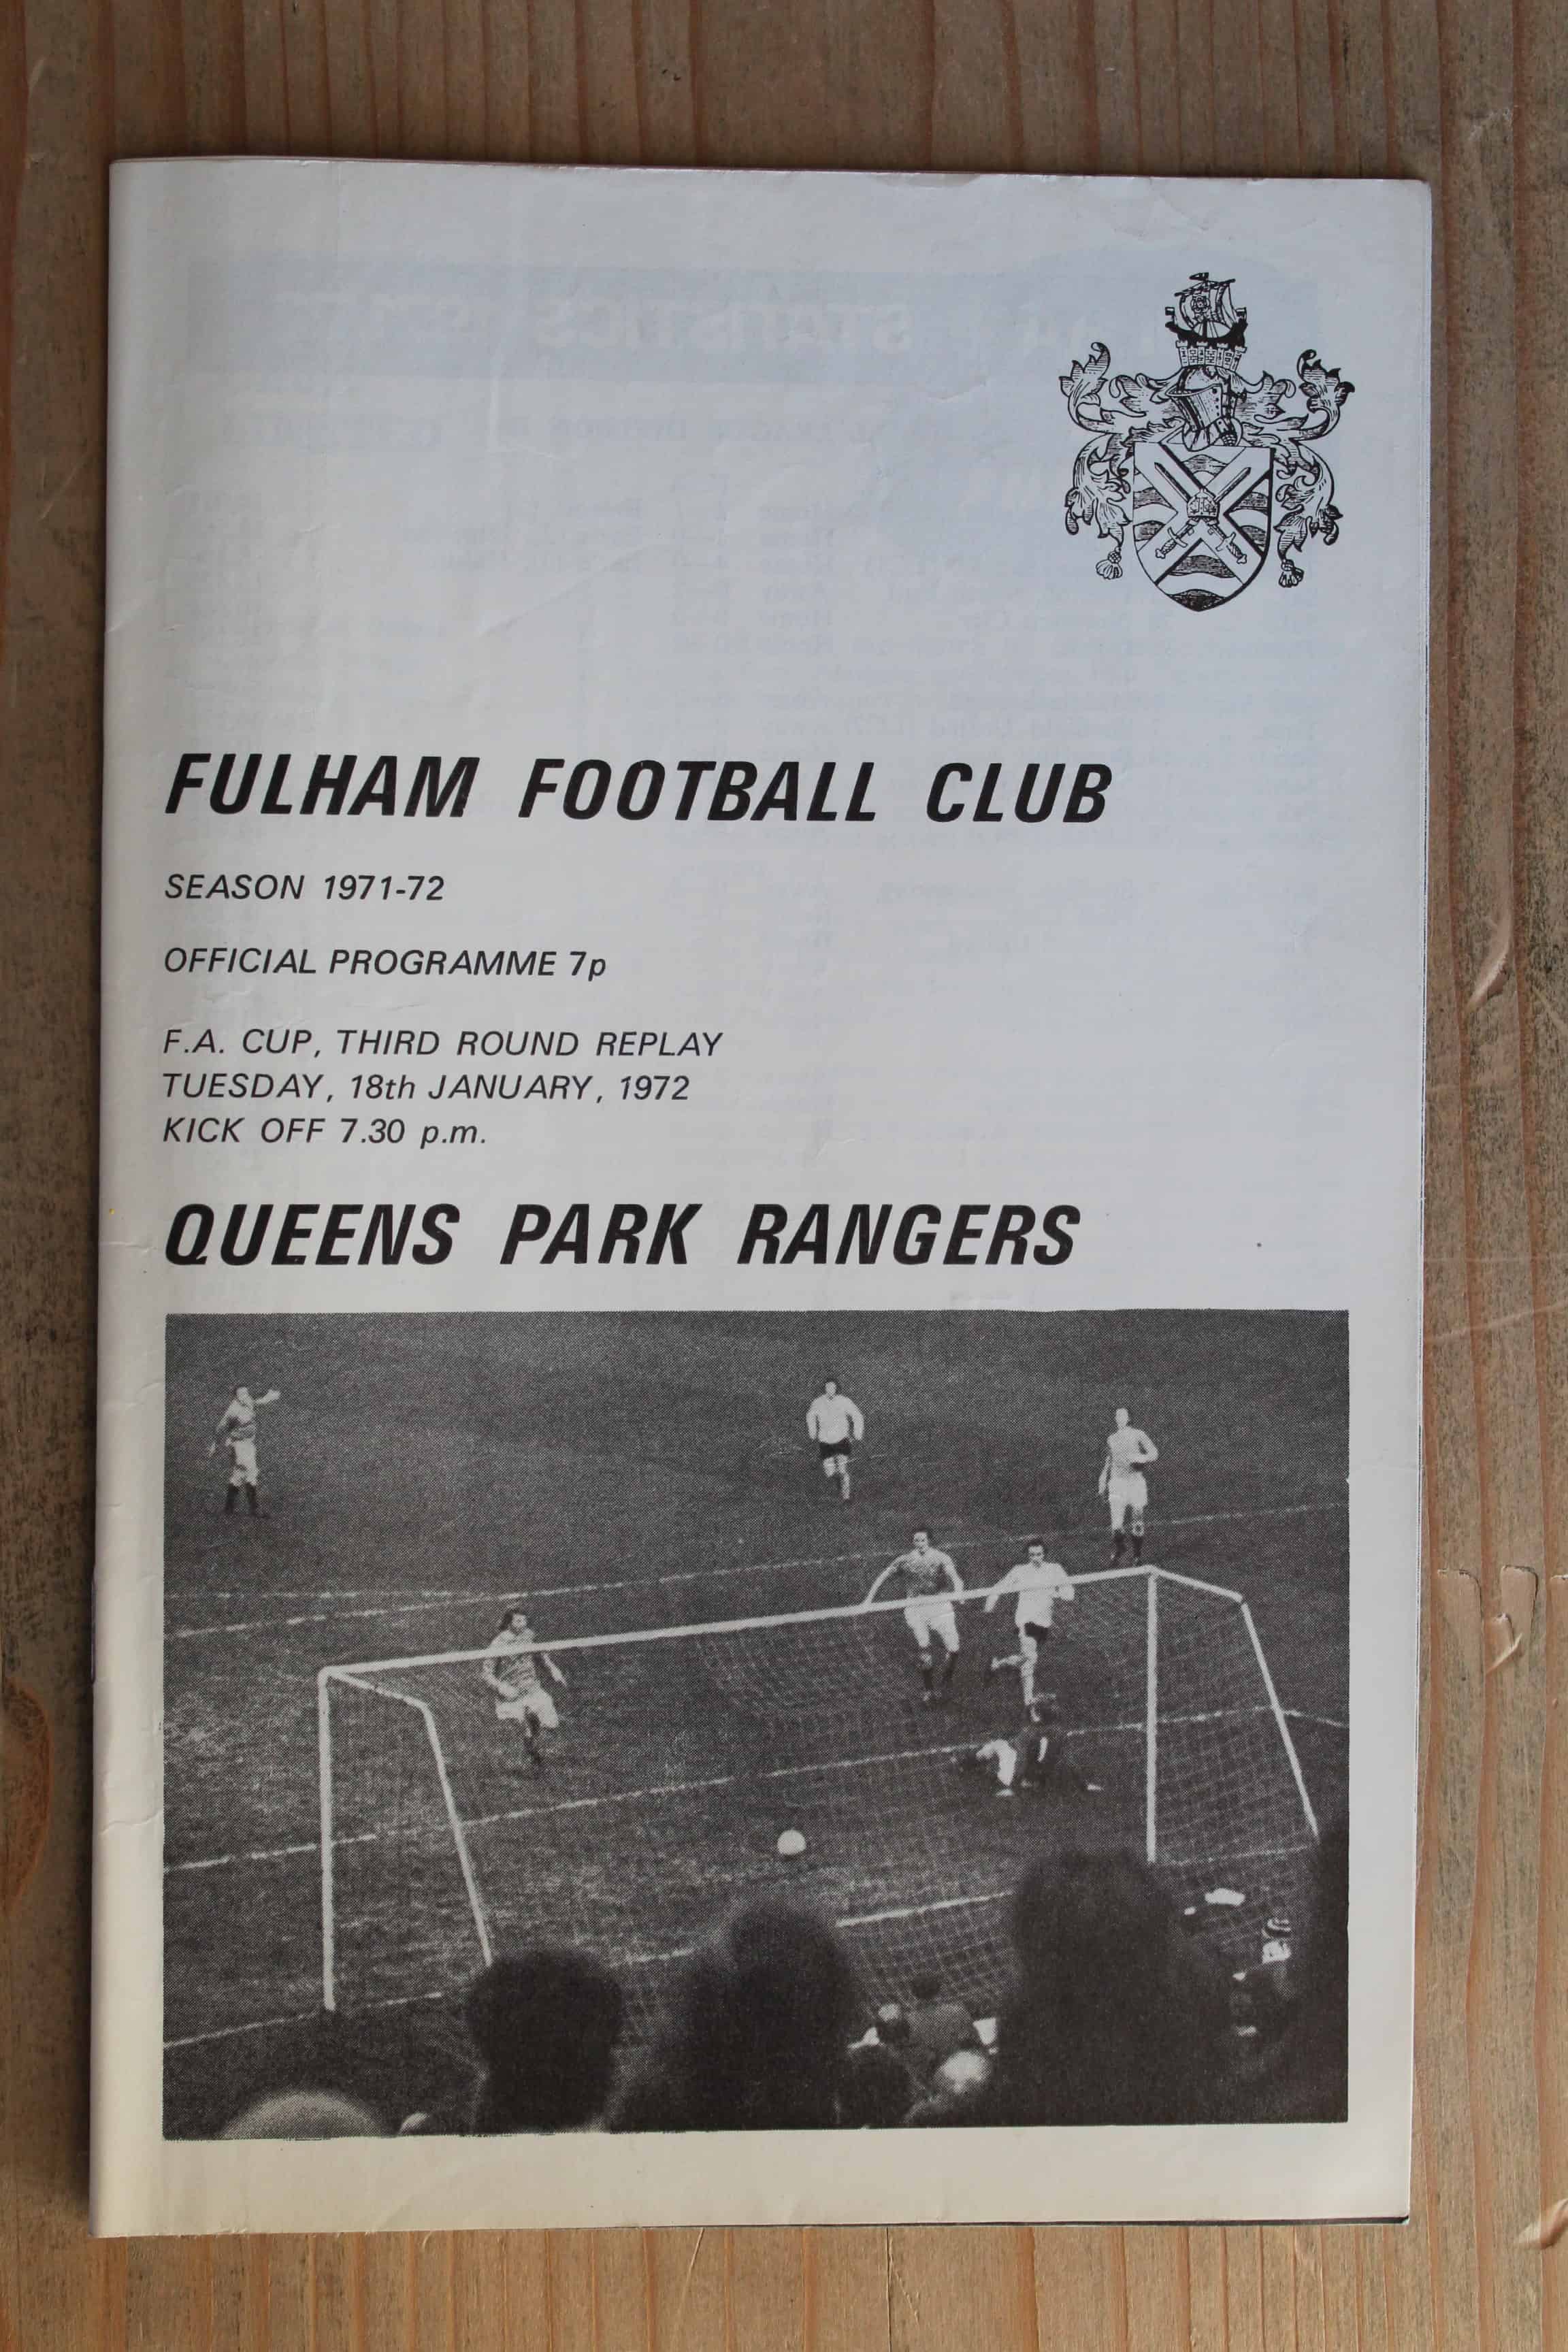 FULHAM FOOTBALL CLUB
SEASON 1971-72
OFFICIAL PROGRAMME 7p
F.A. CUP, THIRD ROUND REPLAY
TUESDAY, 18th JANUARY, 1972
KICK OFF 7.30 p.m.
QUEENS PARK RANGERS